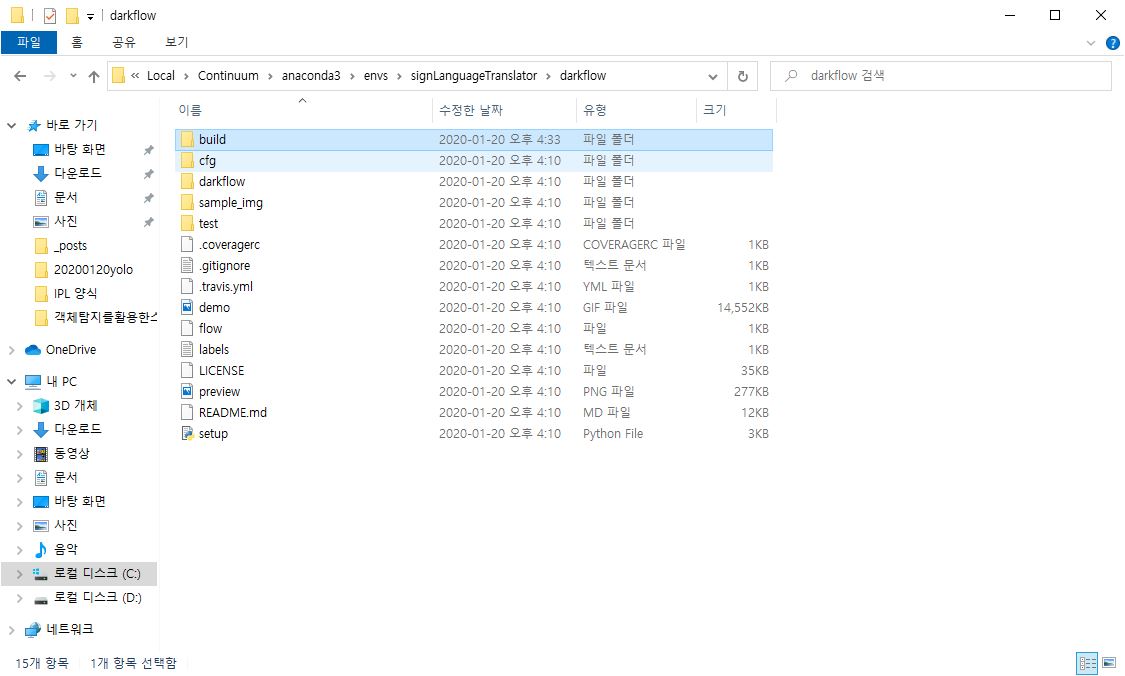 darkflow
파일 홈 공유 보기
« Local › Continuum › anaconda3 › envs › signLanguageTranslator › darkflow
darkflow 검색
이름 수정한 날짜 유형 크기
build 2020-01-20 오후 4:33 파일 폴더
cfg 2020-01-20 오후 4:10 파일 폴더
darkflow 2020-01-20 오후 4:10 파일 폴더
sample_img 2020-01-20 오후 4:10 파일 폴더
test 2020-01-20 오후 4:10 파일 폴더
.coveragerc 2020-01-20 오후 4:10 COVERAGERC 파일 1KB
.gitignore 2020-01-20 오후 4:10 텍스트 문서 1KB
.travis.yml 2020-01-20 오후 4:10 YML 파일 1KB
demo 2020-01-20 오후 4:10 GIF 파일 14,552KB
flow 2020-01-20 오후 4:10 파일 1KB
labels 2020-01-20 오후 4:10 텍스트 문서 1KB
LICENSE 2020-01-20 오후 4:10 파일 35KB
preview 2020-01-20 오후 4:10 PNG 파일 277KB
README.md 2020-01-20 오후 4:10 MD 파일 12KB
setup 2020-01-20 오후 4:10 Python File 3KB
바로 가기
바탕 화면
다운로드
문서
사진
_posts
20200120yolo
IPL 양식
객체탐지를활용한
OneDrive
내 PC
3D 개체
다운로드
동영상
문서
바탕 화면
사진
음악
로컬 디스크 (C:)
로컬 디스크 (D:)
네트워크
15개 항목 1개 항목 선택함